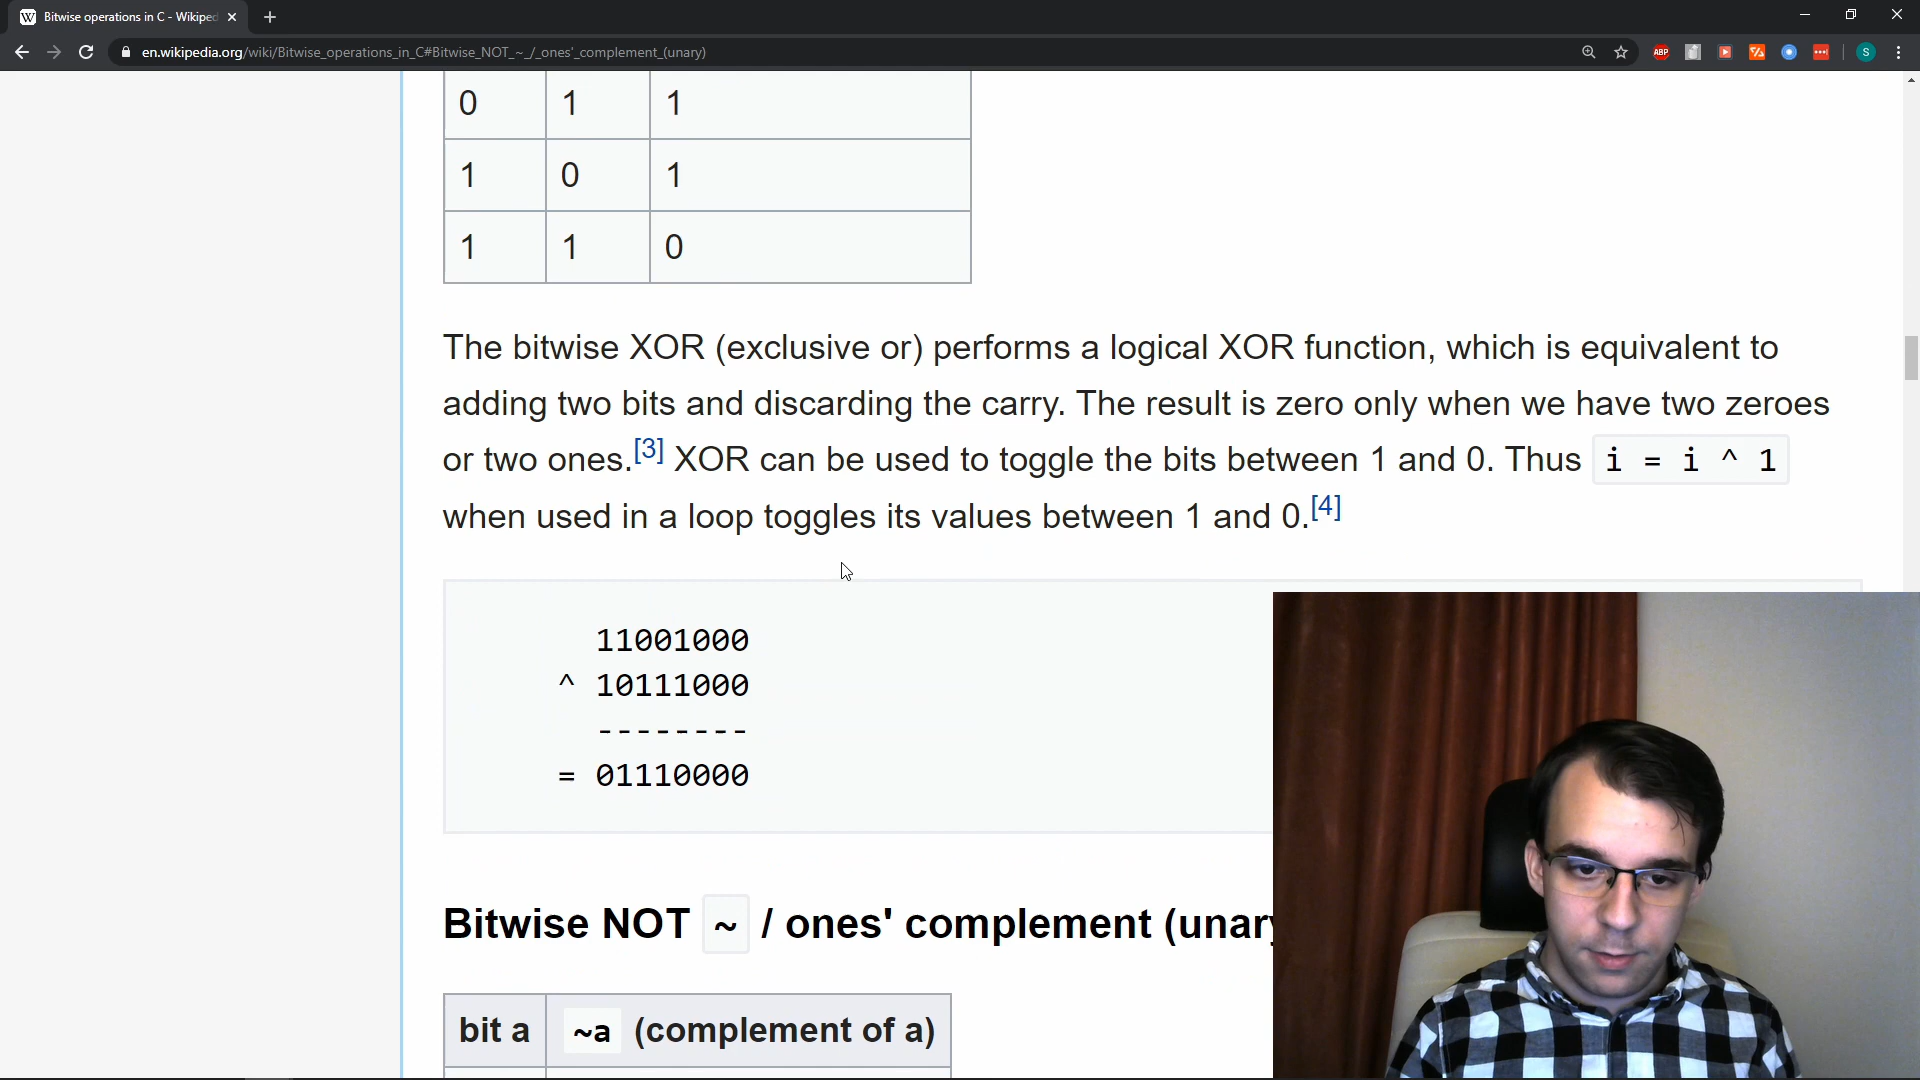 Bitwise operations in C - Wikiped
en.wikipedia.org/wiki/Bitwise_operations_in_C#Bitwise_NOT_~_/_ones'_complement_(unary)
ABP
S
0 1 1
1 0 1
1 1 0
The bitwise XOR (exclusive or) performs a logical XOR function, which is equivalent to
adding two bits and discarding the carry. The result is zero only when we have two zeroes
or two ones.[3] XOR can be used to toggle the bits between 1 and 0. Thus i = i ^ 1
when used in a loop toggles its values between 1 and 0.[4]
11001000
^ 10111000
--------
= 01110000
Bitwise NOT ~ / ones' complement (unary
bit a ~a (complement of a)